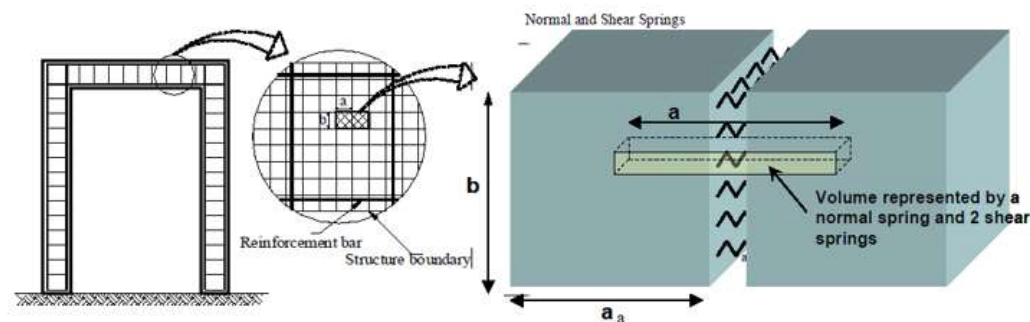 Normal and Shear Springs
a
b
Reinforcement bar
Structure boundary
a
b
Volume represented by a
normal spring and 2 shear
springs
a
a a